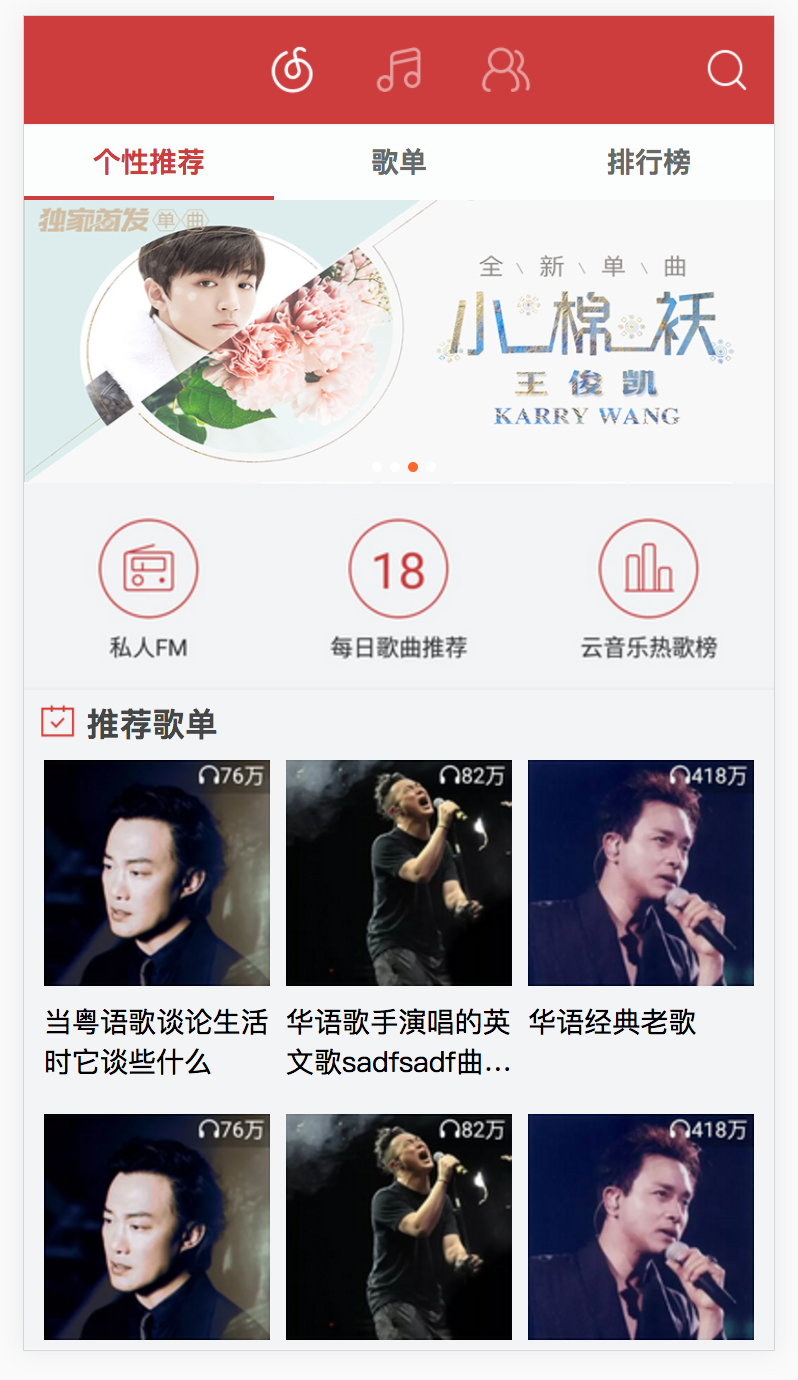 个性推荐 歌单 排行榜
独家首发 单曲
全 \ 新 \ 单 \ 曲
小棉袄
王俊凯
KARRY WANG
18
私人FM 每日歌曲推荐 云音乐热歌榜
推荐歌单
76万 82万 418万
当粤语歌谈论生活 华语歌手演唱的英 华语经典老歌
时它谈些什么 文歌sadfsadf曲...
76万 82万 418万